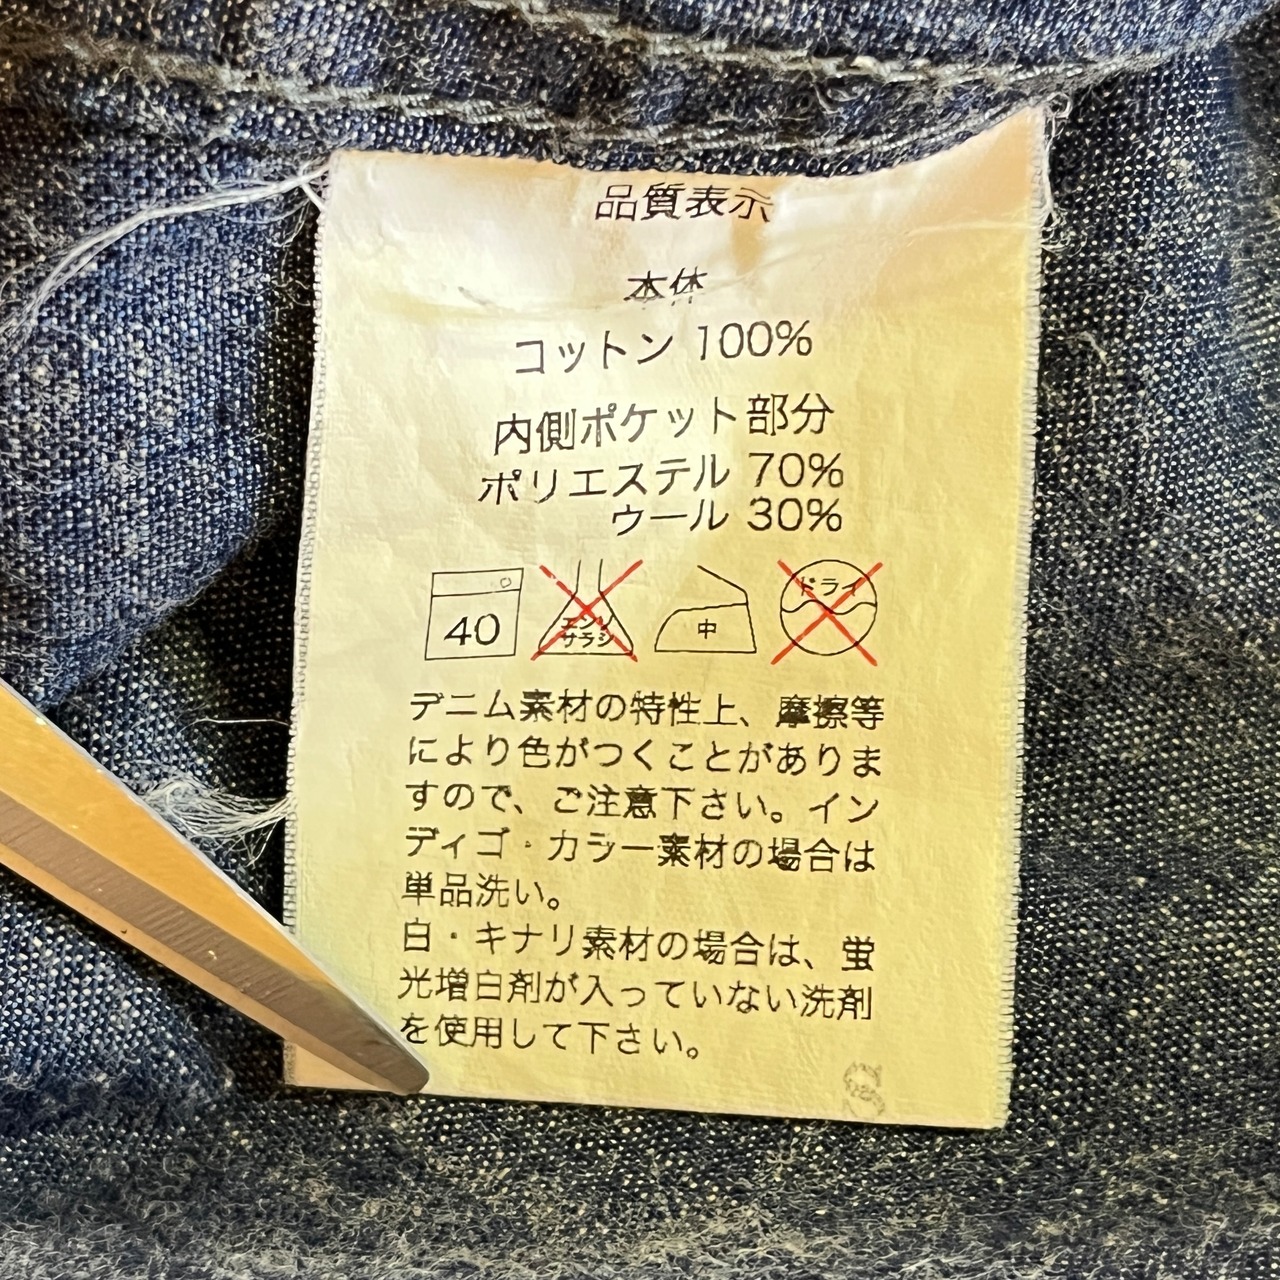 品質表示
本体
コットン 100%
内側ポケット部分
ポリエステル 70%
ウール 30%
40
エンソ
サラシ
中
ドライ
デニム素材の特性上、摩擦等
により色がつくことがありま
すので、ご注意下さい。イン
ディゴ・カラー素材の場合は
単品洗い。
白・キナリ素材の場合は、蛍
光増白剤が入っていない洗剤
を使用して下さい。